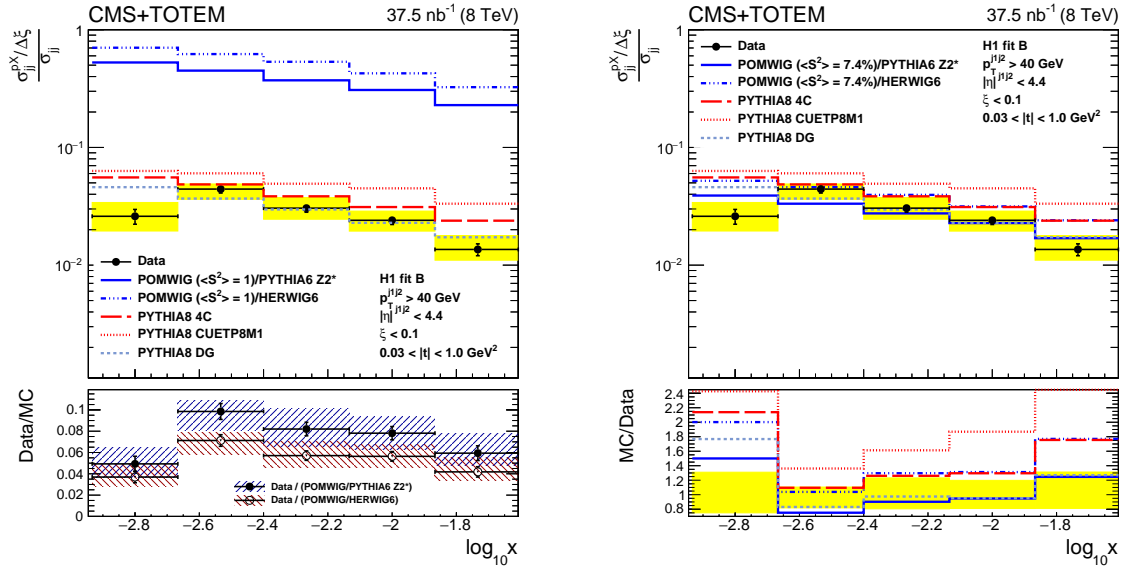 CMS+TOTEM 37.5 nb⁻¹ (8 TeV)
σ_jj^pX/Δξ
σ_jj
1
10⁻¹
10⁻²
Data
POMWIG (<S²> = 1)/PYTHIA6 Z2*
POMWIG (<S²> = 1)/HERWIG6
PYTHIA8 4C
PYTHIA8 CUETP8M1
PYTHIA8 DG
H1 fit B
p_T^j1j2 > 40 GeV
|η|^j1j2 < 4.4
ξ < 0.1
0.03 < |t| < 1.0 GeV²
Data/MC
0.1
0.08
0.06
0.04
0.02
0
Data / (POMWIG/PYTHIA6 Z2*)
Data / (POMWIG/HERWIG6)
−2.8 −2.6 −2.4 −2.2 −2 −1.8
log₁₀x
CMS+TOTEM 37.5 nb⁻¹ (8 TeV)
σ_jj^pX/Δξ
σ_jj
1
10⁻¹
10⁻²
Data
POMWIG (<S²> = 7.4%)/PYTHIA6 Z2*
POMWIG (<S²> = 7.4%)/HERWIG6
PYTHIA8 4C
PYTHIA8 CUETP8M1
PYTHIA8 DG
H1 fit B
p_T^j1j2 > 40 GeV
|η|^j1j2 < 4.4
ξ < 0.1
0.03 < |t| < 1.0 GeV²
MC/Data
2.4
2.2
2
1.8
1.6
1.4
1.2
1
0.8
−2.8 −2.6 −2.4 −2.2 −2 −1.8
log₁₀x